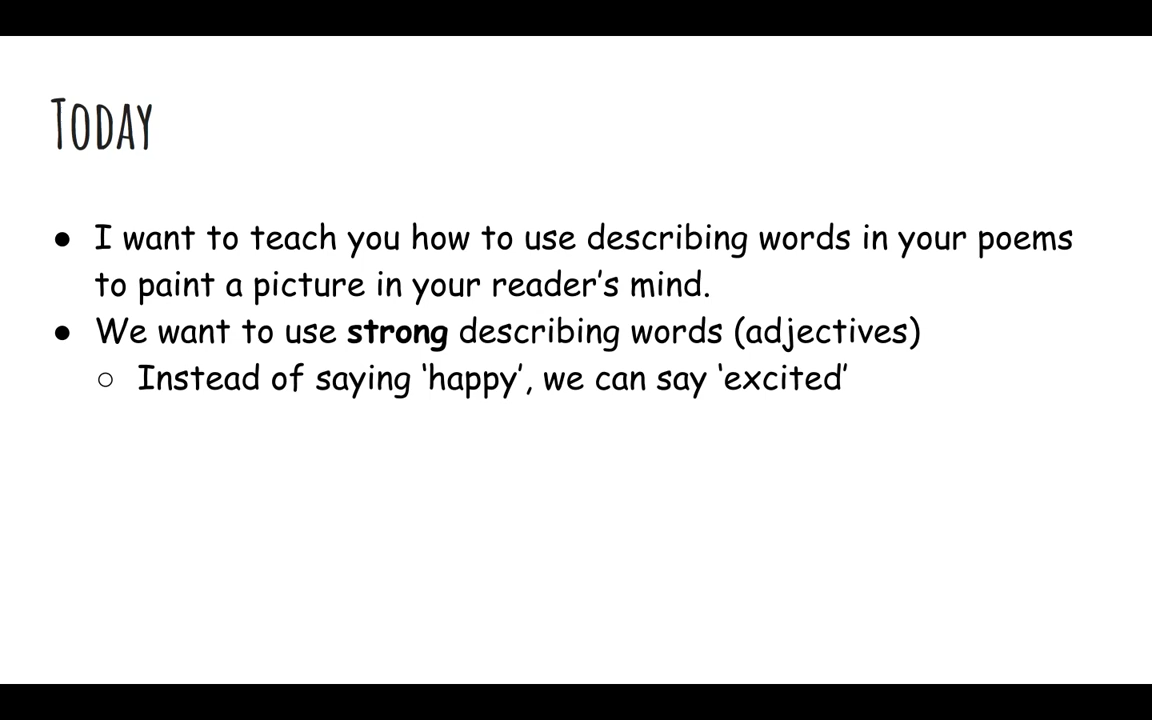 Today
● I want to teach you how to use describing words in your poems
to paint a picture in your reader's mind.
● We want to use strong describing words (adjectives)
○ Instead of saying ‘happy’, we can say ‘excited’